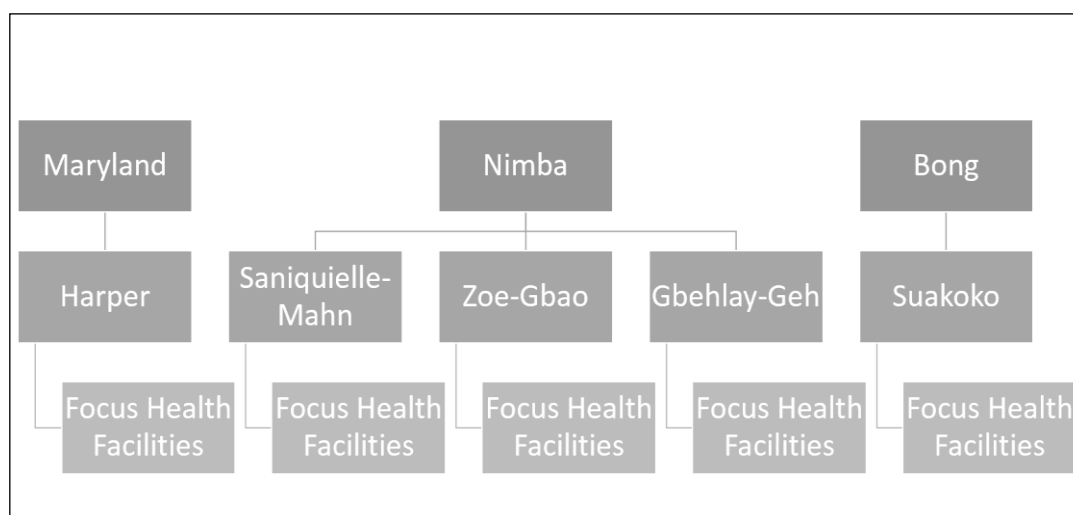 Maryland
Nimba
Bong
Harper
Saniquielle-
Mahn
Zoe-Gbao
Gbehlay-Geh
Suakoko
Focus Health
Facilities
Focus Health
Facilities
Focus Health
Facilities
Focus Health
Facilities
Focus Health
Facilities